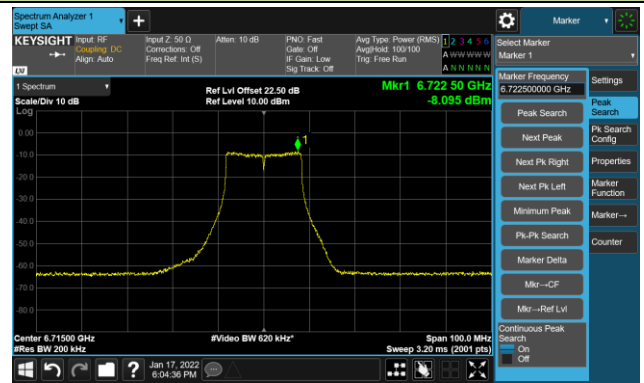 Spectrum Analyzer 1
Swept SA
Marker
KEYSIGHT
Input: RF
Coupling: DC
Align: Auto
Input Z: 50 Ω
Corrections: Off
Freq Ref: Int (S)
Atten: 10 dB
PNO: Fast
Gate: Off
IF Gain: Low
Sig Track: Off
Avg Type: Power (RMS)
Avg|Hold: 100/100
Trig: Free Run
1 2 3 4 5 6
A W W W W W
A N N N N N
LXI
Select Marker
Marker 1
1 Spectrum
Scale/Div 10 dB
Log
Ref Lvl Offset 22.50 dB
Ref Level 10.00 dBm
Mkr1 6.722 50 GHz
-8.095 dBm
1
0.00
-10.0
-20.0
-30.0
-40.0
-50.0
-60.0
-70.0
-80.0
Center 6.71500 GHz
#Res BW 200 kHz
#Video BW 620 kHz*
Span 100.0 MHz
Sweep 3.20 ms (2001 pts)
Marker Frequency
6.722500000 GHz
Peak Search
Next Peak
Next Pk Right
Next Pk Left
Minimum Peak
Pk-Pk Search
Marker Delta
Mkr→CF
Mkr→Ref Lvl
Continuous Peak
Search
On
Off
Settings
Peak
Search
Pk Search
Config
Properties
Marker
Function
Marker→
Counter
?
Jan 17, 2022
6:04:36 PM